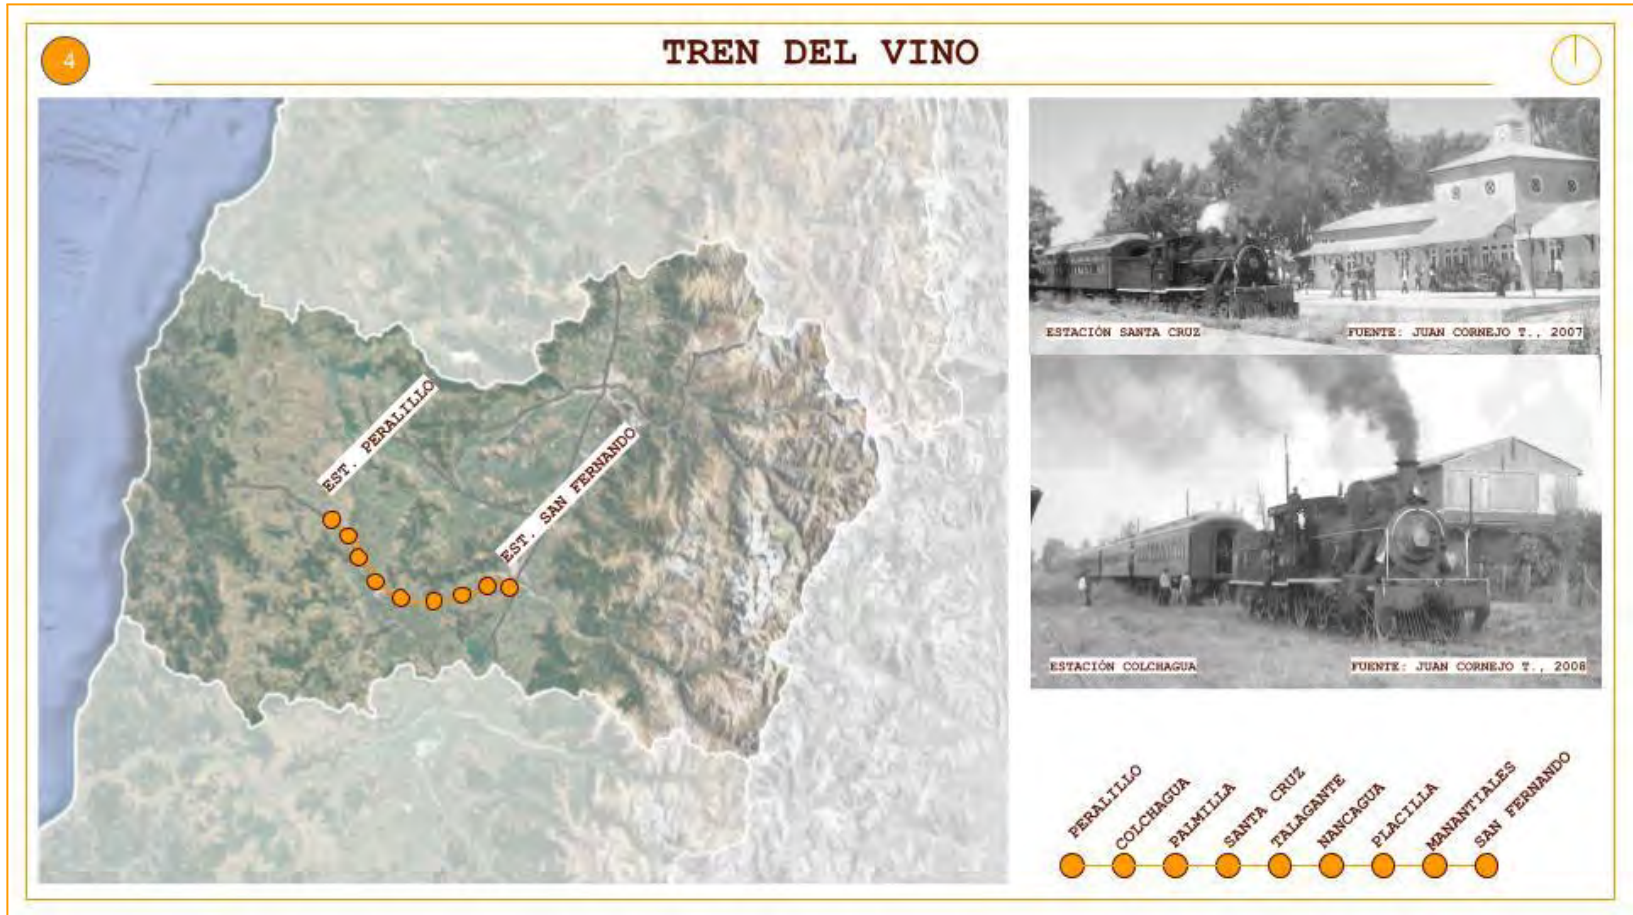 4
TREN DEL VINO
EST. PERALILLO
EST. SAN FERNANDO
ESTACIÓN SANTA CRUZ
FUENTE: JUAN CORNEJO T., 2007
ESTACIÓN COLCHAGUA
FUENTE: JUAN CORNEJO T., 2008
PERALILLO
COLCHAGUA
PALMILLA
SANTA CRUZ
TALAGANTE
NANCAGUA
PLACILLA
MANANTIALES
SAN FERNANDO